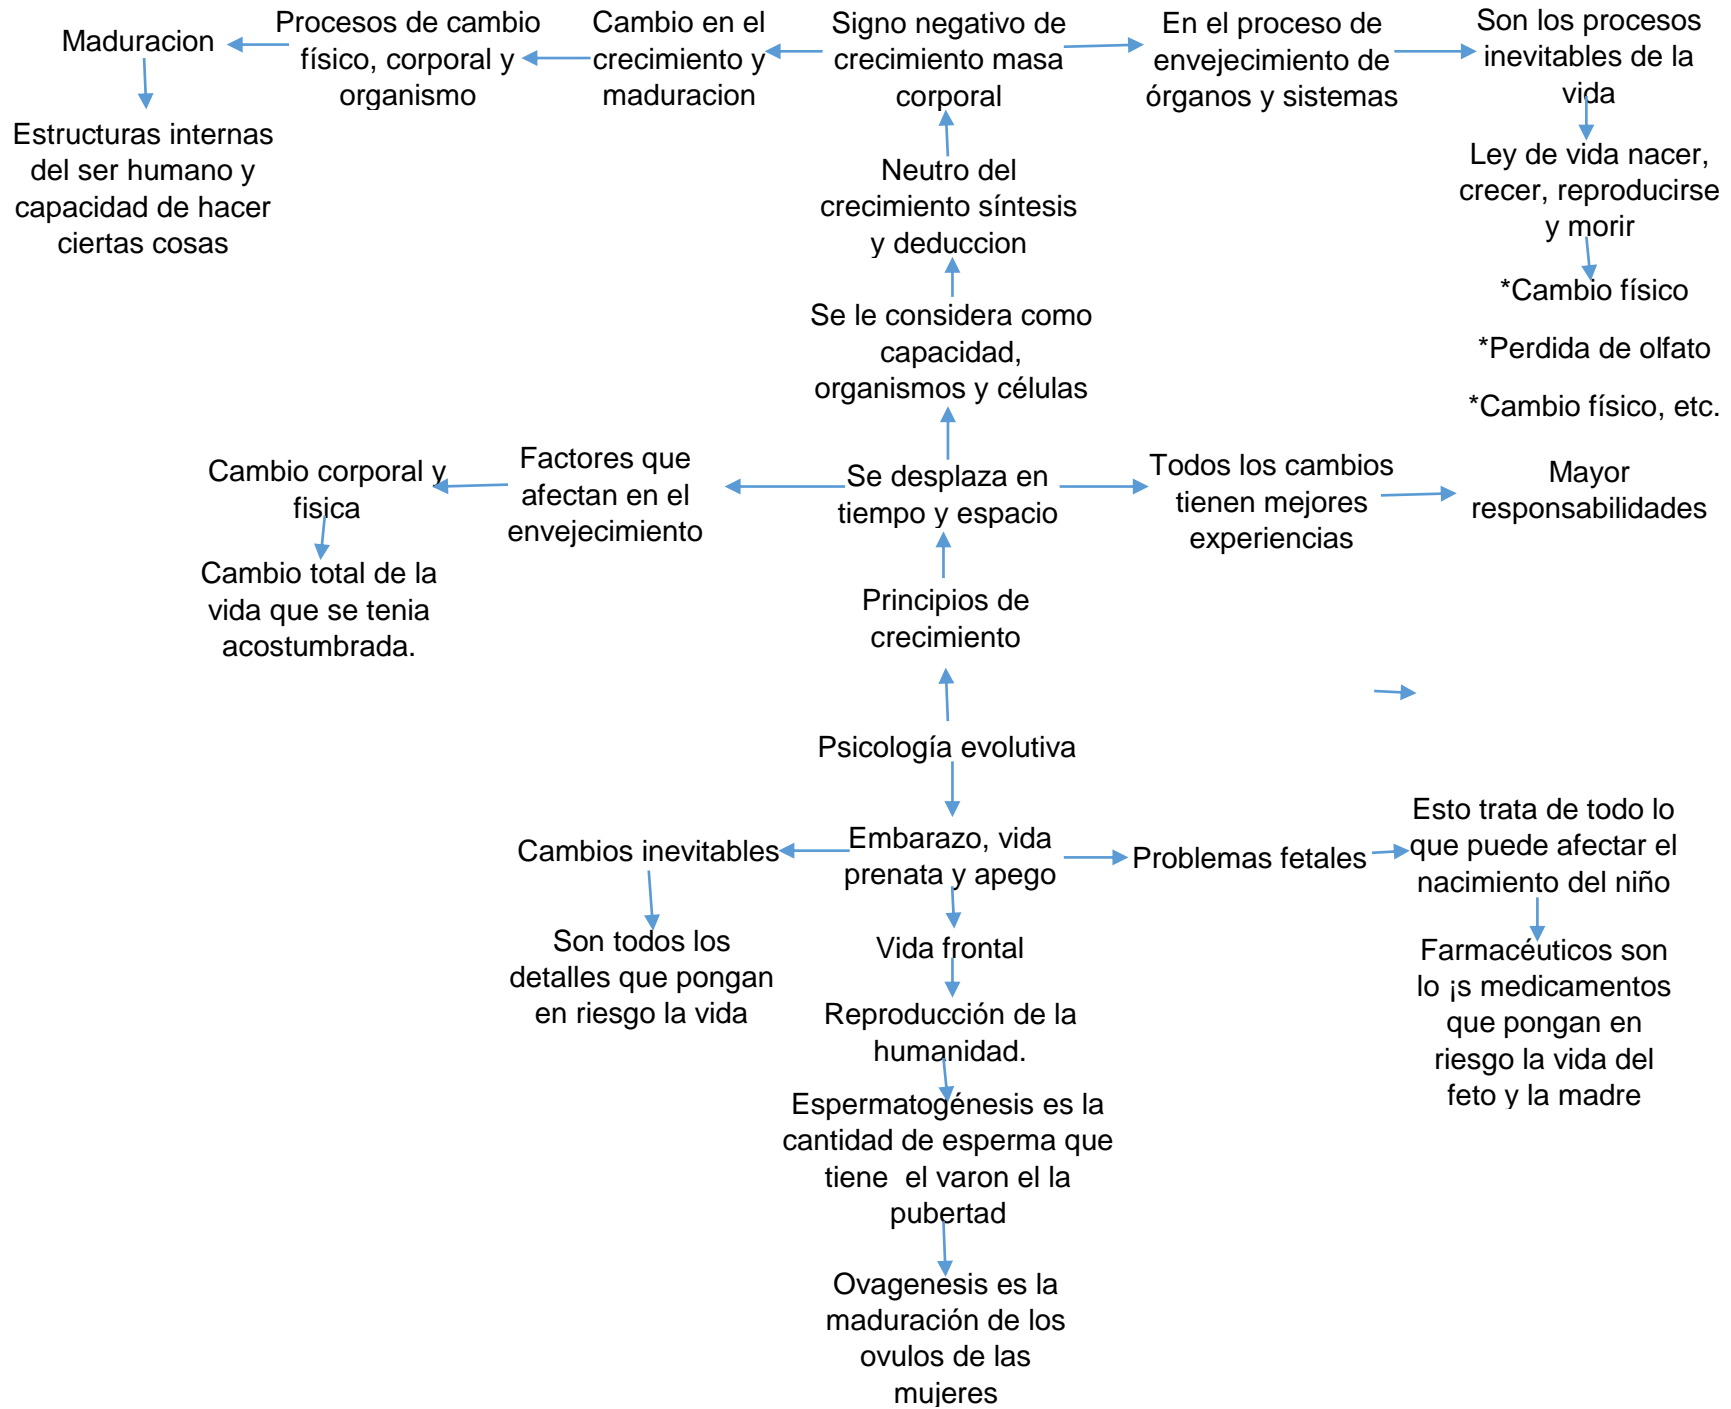 Maduracion
Procesos de cambio
físico, corporal y
organismo
Cambio en el
crecimiento y
maduracion
Signo negativo de
crecimiento masa
corporal
En el proceso de
envejecimiento de
órganos y sistemas
Son los procesos
inevitables de la
vida
Estructuras internas
del ser humano y
capacidad de hacer
ciertas cosas
Neutro del
crecimiento síntesis
y deduccion
Ley de vida nacer,
crecer, reproducirse
y morir
*Cambio físico
*Perdida de olfato
*Cambio físico, etc.
Se le considera como
capacidad,
organismos y células
Cambio corporal y
fisica
Factores que
afectan en el
envejecimiento
Se desplaza en
tiempo y espacio
Todos los cambios
tienen mejores
experiencias
Mayor
responsabilidades
Cambio total de la
vida que se tenia
acostumbrada.
Principios de
crecimiento
Psicología evolutiva
Cambios inevitables
Embarazo, vida
prenata y apego
Problemas fetales
Esto trata de todo lo
que puede afectar el
nacimiento del niño
Son todos los
detalles que pongan
en riesgo la vida
Vida frontal
Farmacéuticos son
lo ¡s medicamentos
que pongan en
riesgo la vida del
feto y la madre
Reproducción de la
humanidad.
Espermatogénesis es la
cantidad de esperma que
tiene  el varon el la
pubertad
Ovagenesis es la
maduración de los
ovulos de las
mujeres